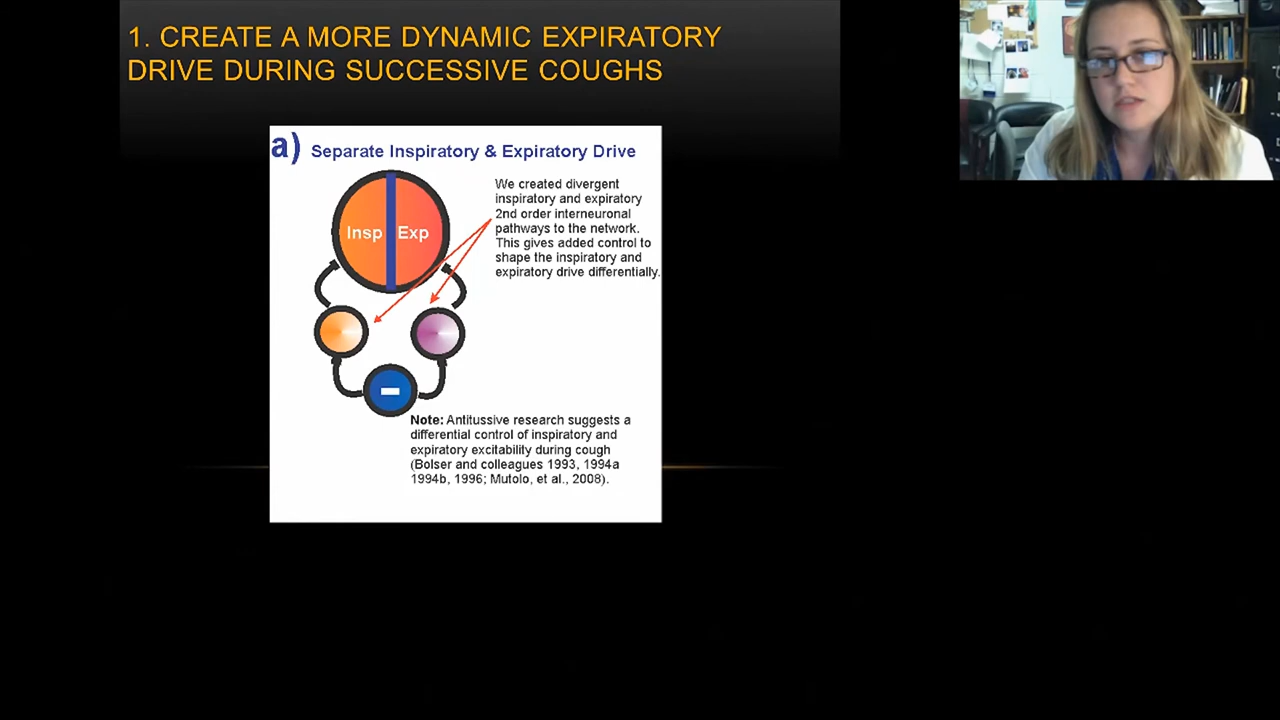 1. CREATE A MORE DYNAMIC EXPIRATORY
DRIVE DURING SUCCESSIVE COUGHS
a) Separate Inspiratory & Expiratory Drive
We created divergent
inspiratory and expiratory
2nd order interneuronal
pathways to the network.
This gives added control to
shape the inspiratory and
expiratory drive differentially.
Insp Exp
Note: Antitussive research suggests a
differential control of inspiratory and
expiratory excitability during cough
(Bolser and colleagues 1993, 1994a
1994b, 1996; Mutolo, et al., 2008).